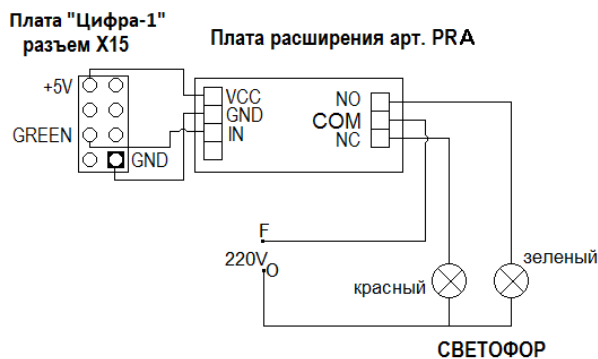 Плата "Цифра-1"
разъем X15
Плата расширения арт. PRA
+5V
GREEN
GND
VCC
GND
IN
NO
COM
NC
F
220V
O
красный
зеленый
СВЕТОФОР